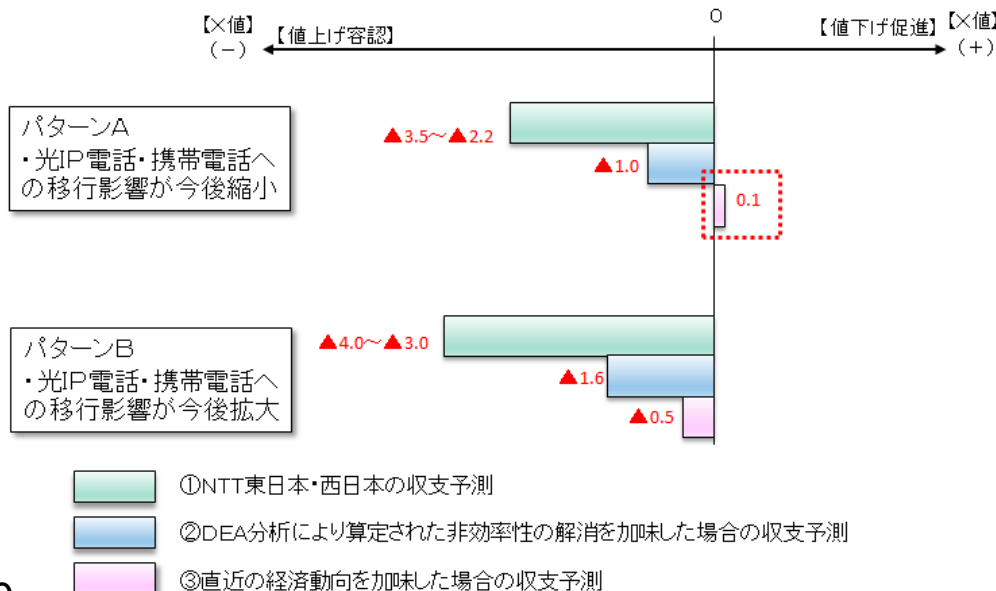 【X値】
(－)
【値上げ容認】
0
【値下げ促進】
【X値】
(＋)
パターンA
・光IP電話・携帯電話へ
の移行影響が今後縮小
▲3.5～▲2.2
▲1.0
0.1
パターンB
・光IP電話・携帯電話へ
の移行影響が今後拡大
▲4.0～▲3.0
▲1.6
▲0.5
①NTT東日本・西日本の収支予測
②DEA分析により算定された非効率性の解消を加味した場合の収支予測
③直近の経済動向を加味した場合の収支予測